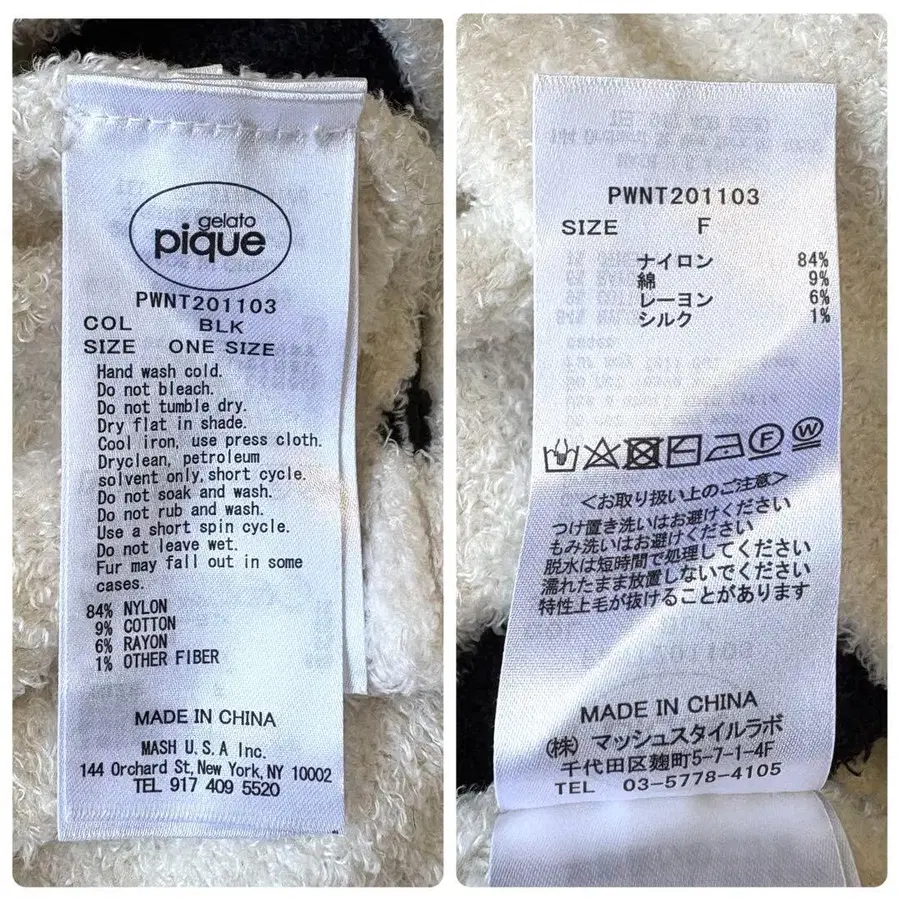 gelato
pique
PWNT201103
COL BLK
SIZE ONE SIZE
Hand wash cold.
Do not bleach.
Do not tumble dry.
Dry flat in shade.
Cool iron, use press cloth.
Dryclean, petroleum
solvent only,short cycle.
Do not soak and wash.
Do not rub and wash.
Use a short spin cycle.
Do not leave wet.
Fur may fall out in some
cases.
84% NYLON
9% COTTON
6% RAYON
1% OTHER FIBER
MADE IN CHINA
MASH U.S.A Inc.
144 Orchard St,New York,NY 10002
TEL 917 409 5520
PWNT201103
SIZE F
ナイロン 84%
綿 9%
レーヨン 6%
シルク 1%
F
W
<お取り扱い上のご注意>
つけ置き洗いはお避けください
もみ洗いはお避けください
脱水は短時間で処理してください
濡れたまま放置しないでください
特性上毛が抜けることがあります
MADE IN CHINA
(株) マッシュスタイルラボ
千代田区麹町5-7-1-4F
TEL 03-5778-4105